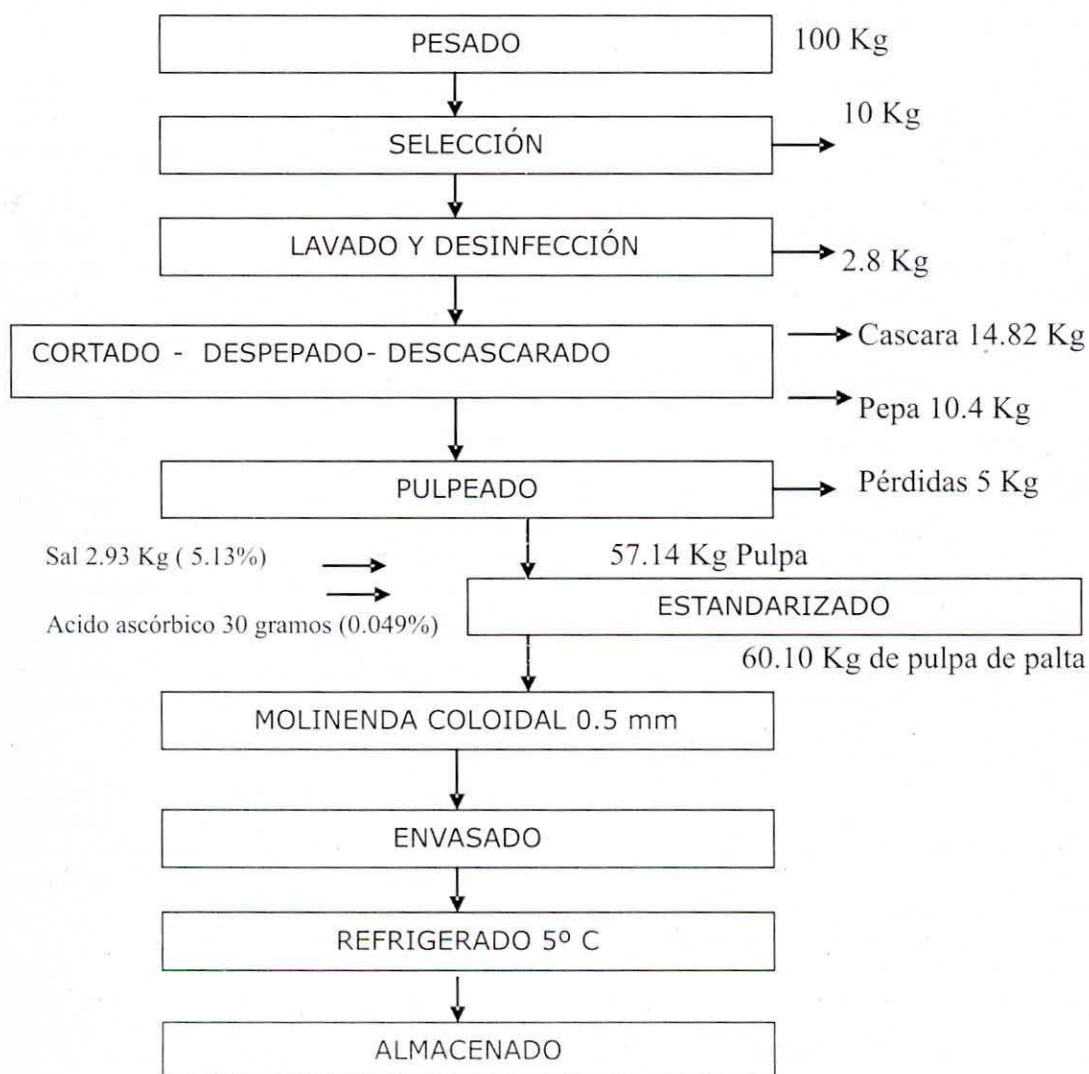 PESADO
100 Kg
10 Kg
SELECCIÓN
LAVADO Y DESINFECCIÓN
2.8 Kg
CORTADO - DESPEPADO- DESCASCARADO
Cascara 14.82 Kg
Pepa 10.4 Kg
PULPEADO
Pérdidas 5 Kg
Sal 2.93 Kg ( 5.13%)
57.14 Kg Pulpa
ESTANDARIZADO
Acido ascórbico 30 gramos (0.049%)
60.10 Kg de pulpa de palta
MOLINENDA COLOIDAL 0.5 mm
ENVASADO
REFRIGERADO 5º C
ALMACENADO